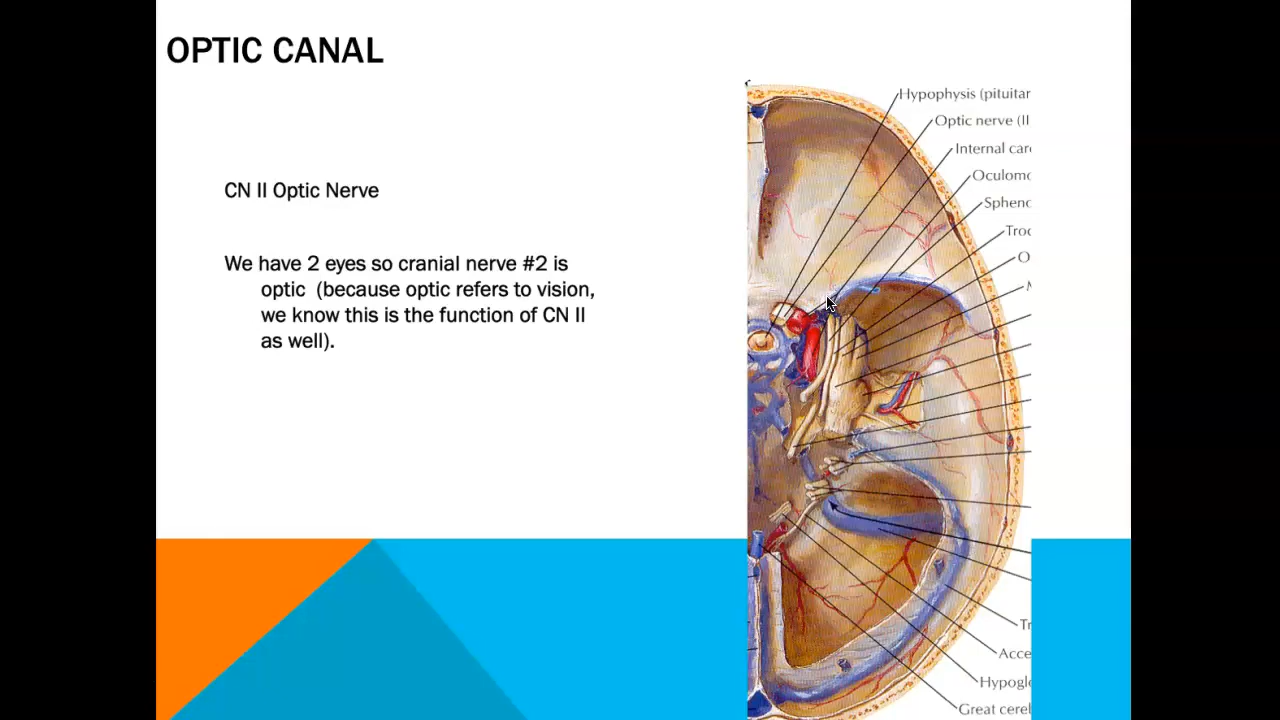 OPTIC CANAL
CN II Optic Nerve
We have 2 eyes so cranial nerve #2 is
optic (because optic refers to vision,
we know this is the function of CN II
as well).
Hypophysis (pituitar
Optic nerve (II
Internal car
Oculomo
Spheno
Troc
O
M
Tr
Acce
Hypogl
Great cereb